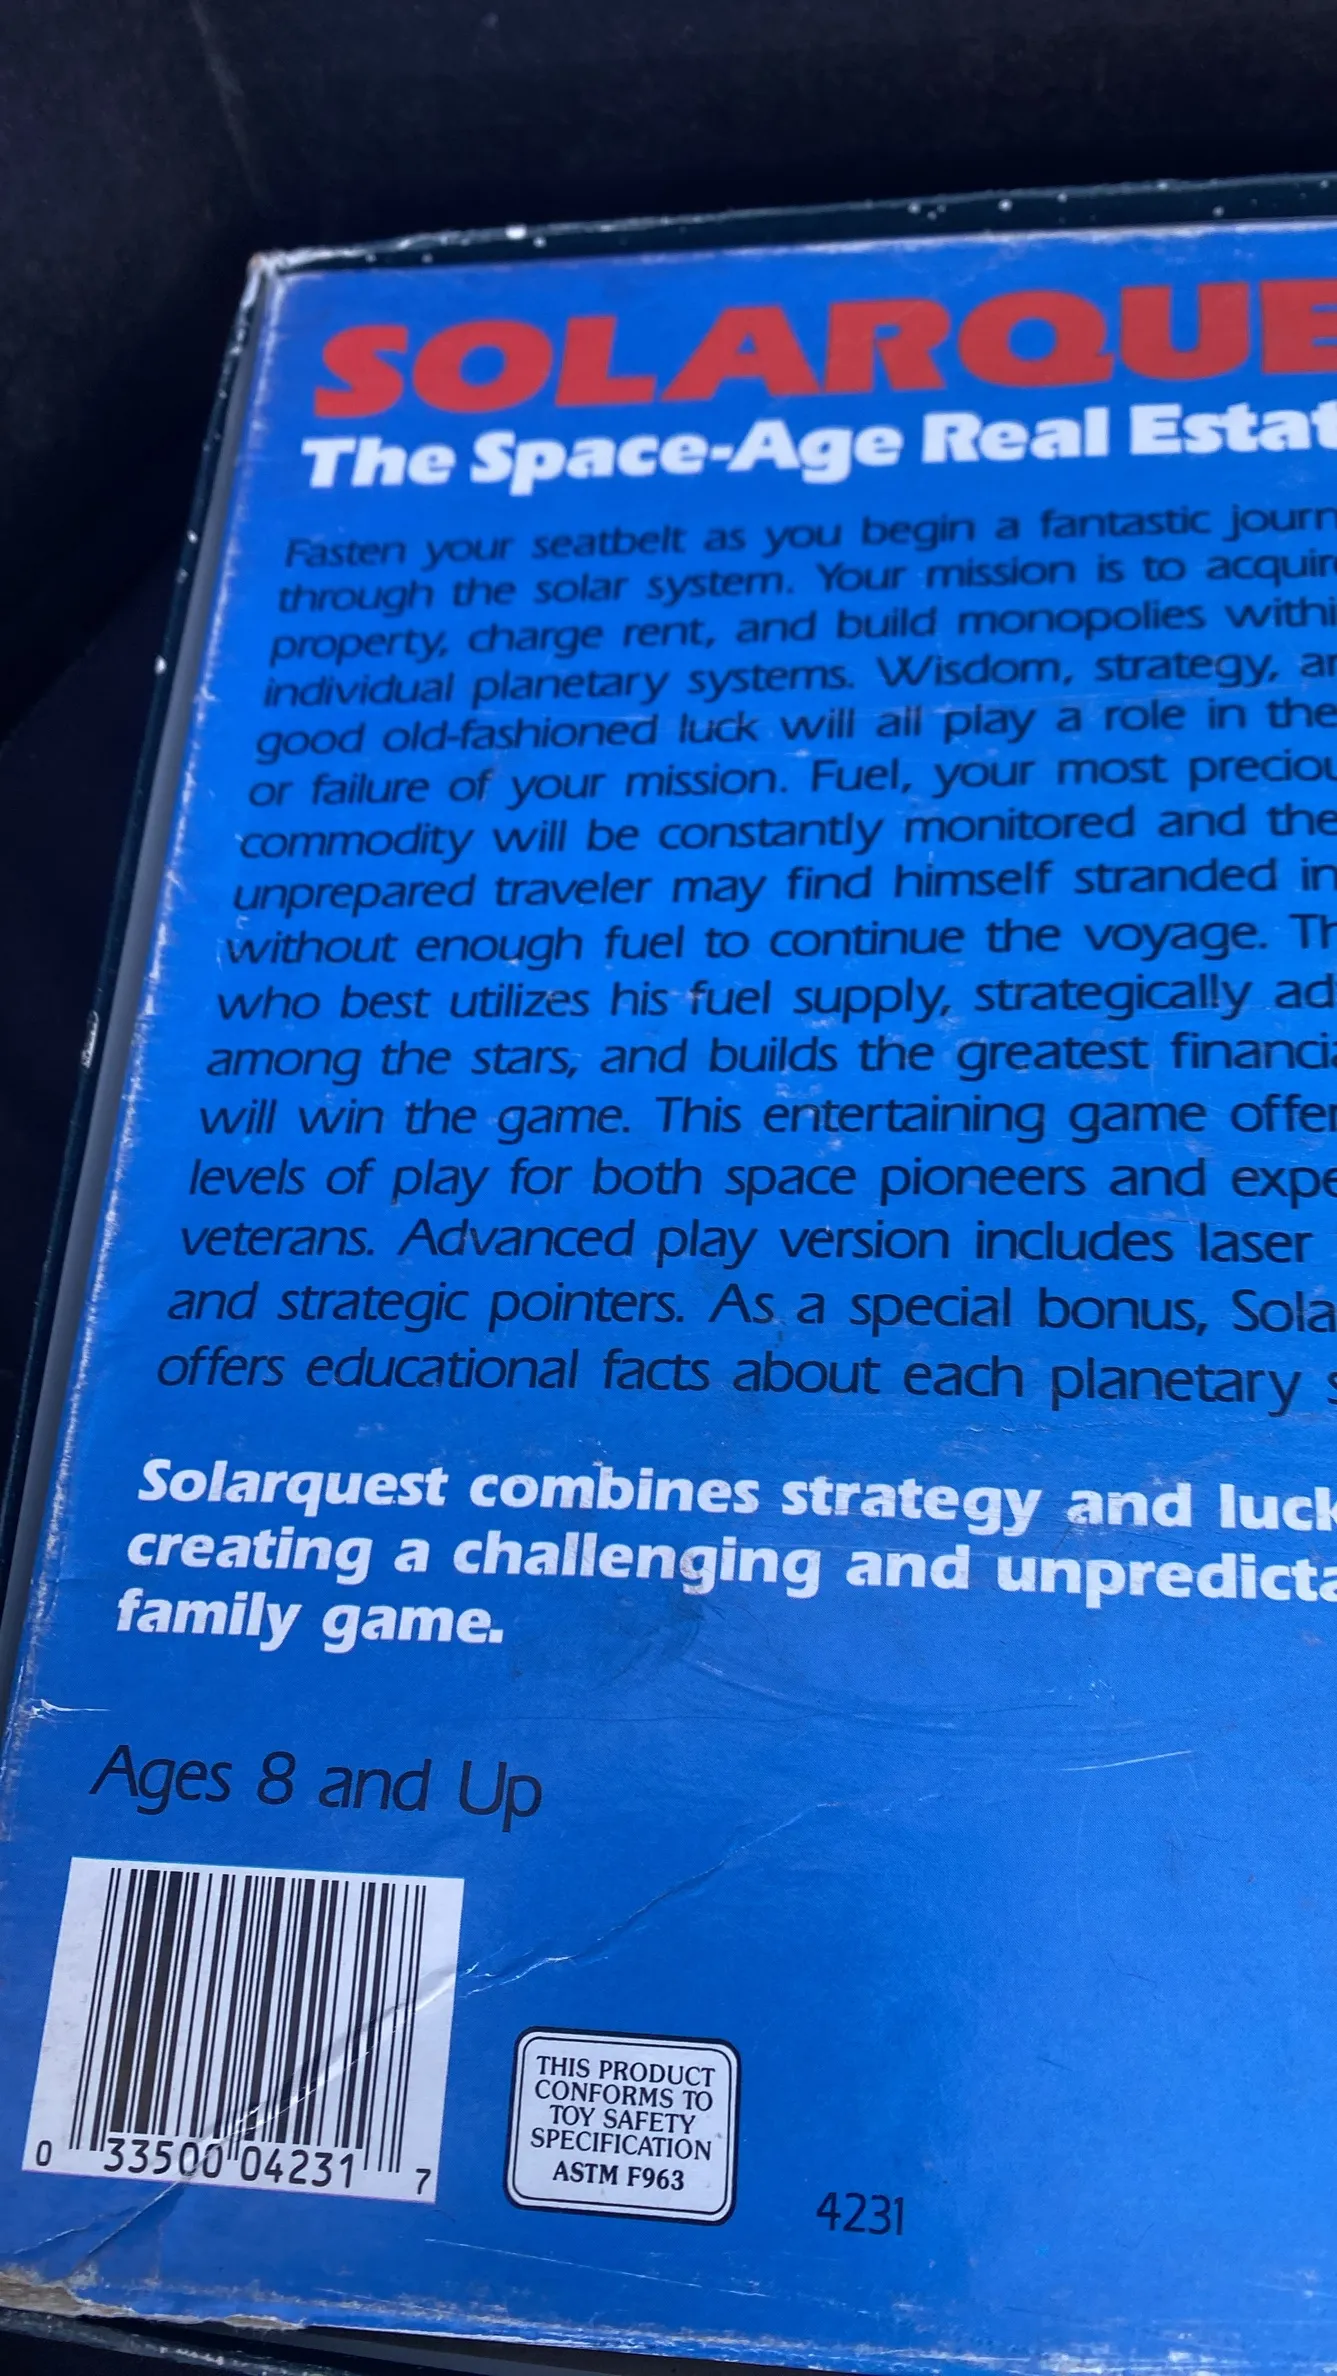 SOLARQUE
The Space-Age Real Estat
Fasten your seatbelt as you begin a fantastic journ
through the solar system. Your mission is to acquire
property, charge rent, and build monopolies withi
individual planetary systems. Wisdom, strategy, an
good old-fashioned luck will all play a role in the
or failure of your mission. Fuel, your most preciou
commodity will be constantly monitored and the
unprepared traveler may find himself stranded in
without enough fuel to continue the voyage. Th
who best utilizes his fuel supply, strategically ad
among the stars, and builds the greatest financia
will win the game. This entertaining game offer
levels of play for both space pioneers and expe
veterans. Advanced play version includes laser
and strategic pointers. As a special bonus, Sola
offers educational facts about each planetary s
Solarquest combines strategy and luck
creating a challenging and unpredicta
family game.
Ages 8 and Up
0 33500 04231 7
THIS PRODUCT
CONFORMS TO
TOY SAFETY
SPECIFICATION
ASTM F963
4231